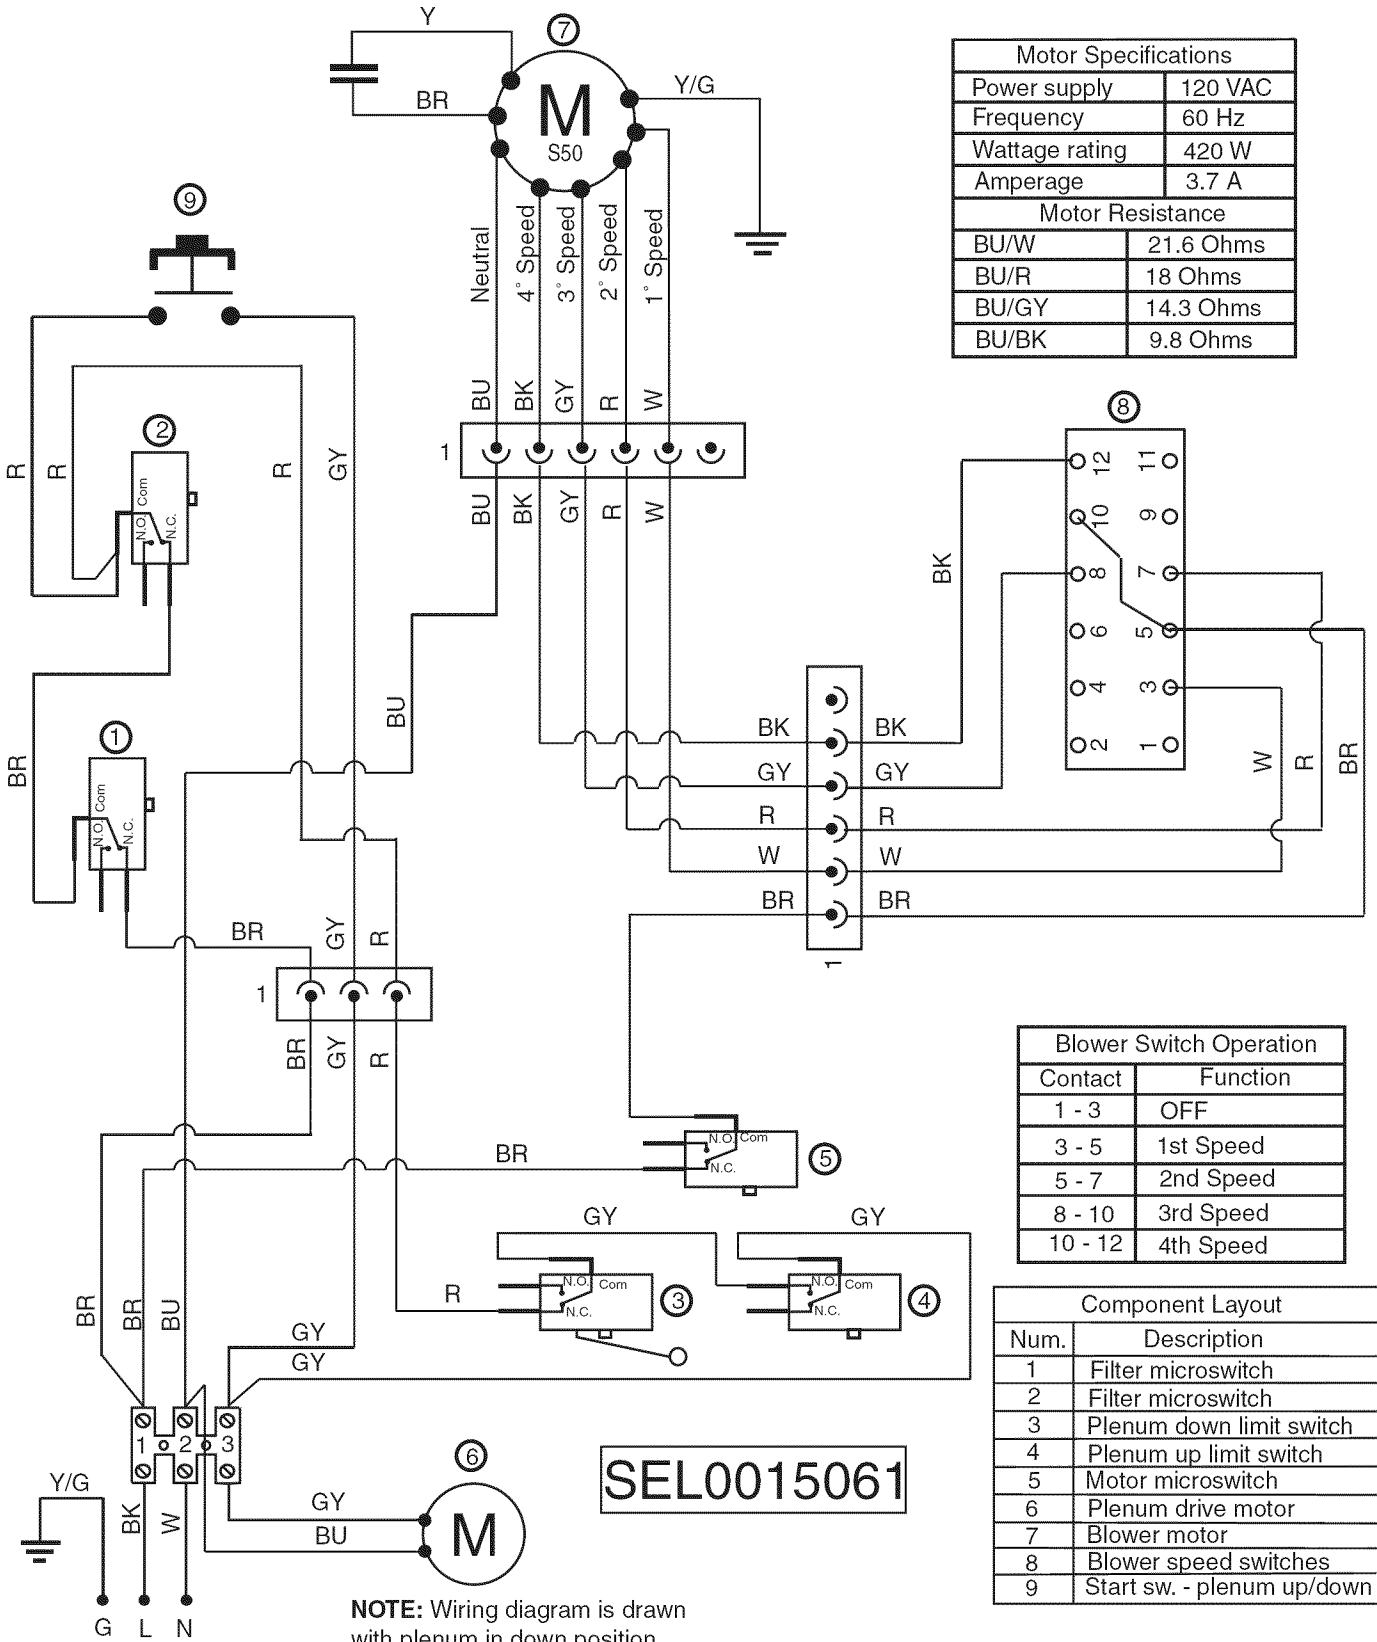 Y
7
BR
M
S50
Y/G
9
Neutral
4° Speed
3° Speed
2° Speed
1° Speed
BU
BK
GY
R
W
1
BU
BK
GY
R
W
Motor Specifications
Power supply 120 VAC
Frequency 60 Hz
Wattage rating 420 W
Amperage 3.7 A
Motor Resistance
BU/W 21.6 Ohms
BU/R 18 Ohms
BU/GY 14.3 Ohms
BU/BK 9.8 Ohms
8
12 11
10 9
8 7
6 5
4 3
2 1
BK
W
R
BR
2
R
R
R
GY
Com
N.O.
N.C.
BR
1
Com
N.O.
N.C.
BU
BK BK
GY GY
R R
W W
BR BR
1
BR
GY
R
1
BR
GY
R
BR
N.O. Com
N.C.
5
GY
GY
R
N.O. Com
N.C.
3
N.O. Com
N.C.
4
BR
BR
BU
GY
GY
1 2 3
Y/G
BK
W
G L N
6
GY
BU
M
SEL0015061
NOTE: Wiring diagram is drawn
with plenum in down position
Blower Switch Operation
Contact Function
1 - 3 OFF
3 - 5 1st Speed
5 - 7 2nd Speed
8 - 10 3rd Speed
10 - 12 4th Speed
Component Layout
Num. Description
1 Filter microswitch
2 Filter microswitch
3 Plenum down limit switch
4 Plenum up limit switch
5 Motor microswitch
6 Plenum drive motor
7 Blower motor
8 Blower speed switches
9 Start sw. - plenum up/down